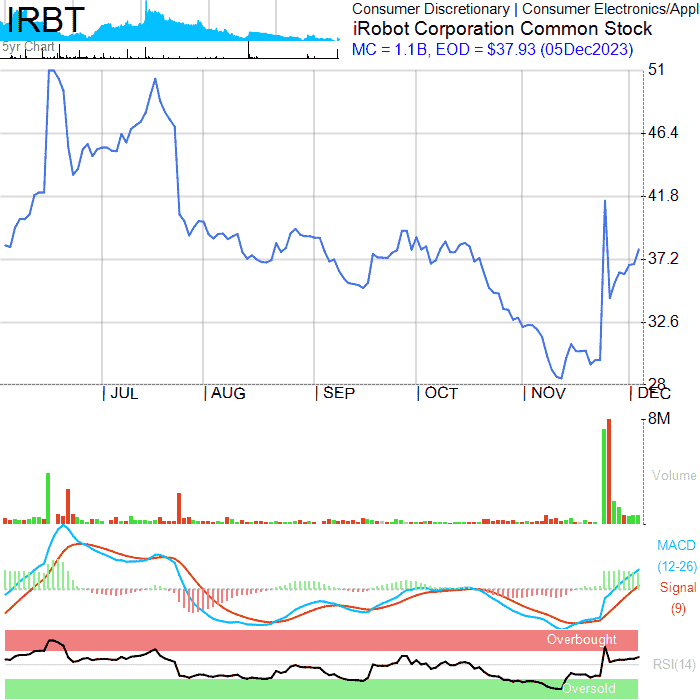 IRBT
Consumer Discretionary | Consumer Electronics/Appl
iRobot Corporation Common Stock
MC = 1.1B, EOD = $37.93 (05Dec2023)
5yr Chart
51
46.4
41.8
37.2
32.6
28
JUL
AUG
SEP
OCT
NOV
DEC
8M
Volume
MACD
(12-26)
Signal
(9)
Overbought
RSI(14)
Oversold